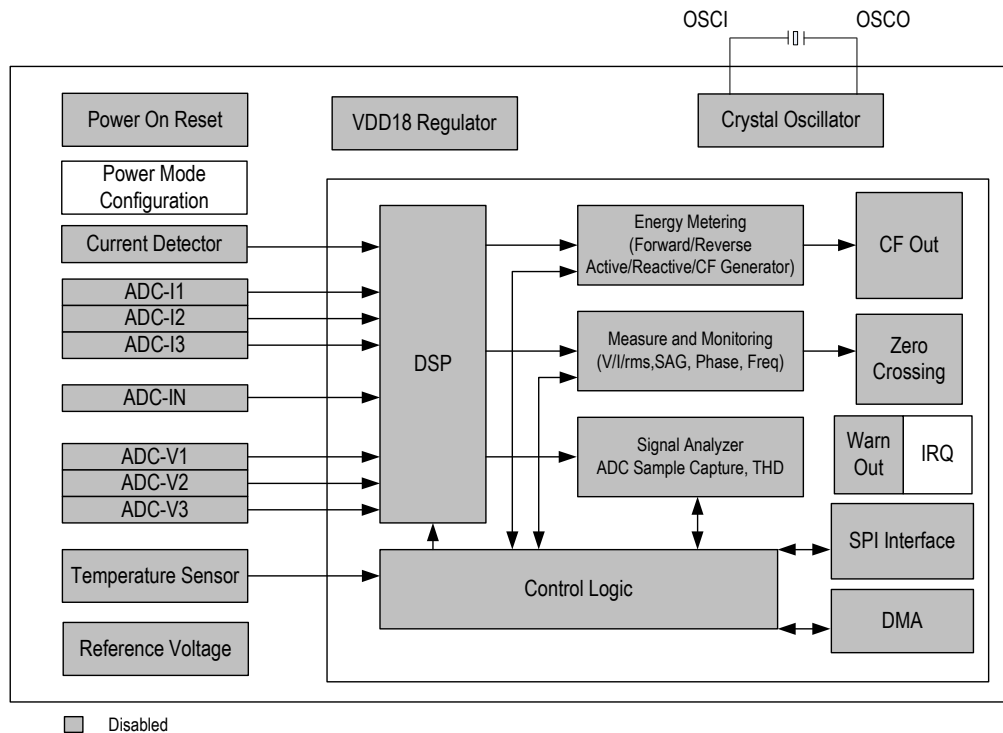 OSCI
OSCO
Power On Reset
VDD18 Regulator
Crystal Oscillator
Power Mode
Configuration
Current Detector
ADC-I1
ADC-I2
ADC-I3
ADC-IN
ADC-V1
ADC-V2
ADC-V3
Temperature Sensor
Reference Voltage
DSP
Energy Metering
(Forward/Reverse
Active/Reactive/CF Generator)
CF Out
Measure and Monitoring
(V/I/rms,SAG, Phase, Freq)
Zero
Crossing
Signal Analyzer
ADC Sample Capture, THD
Warn
Out
IRQ
SPI Interface
Control Logic
DMA
Disabled